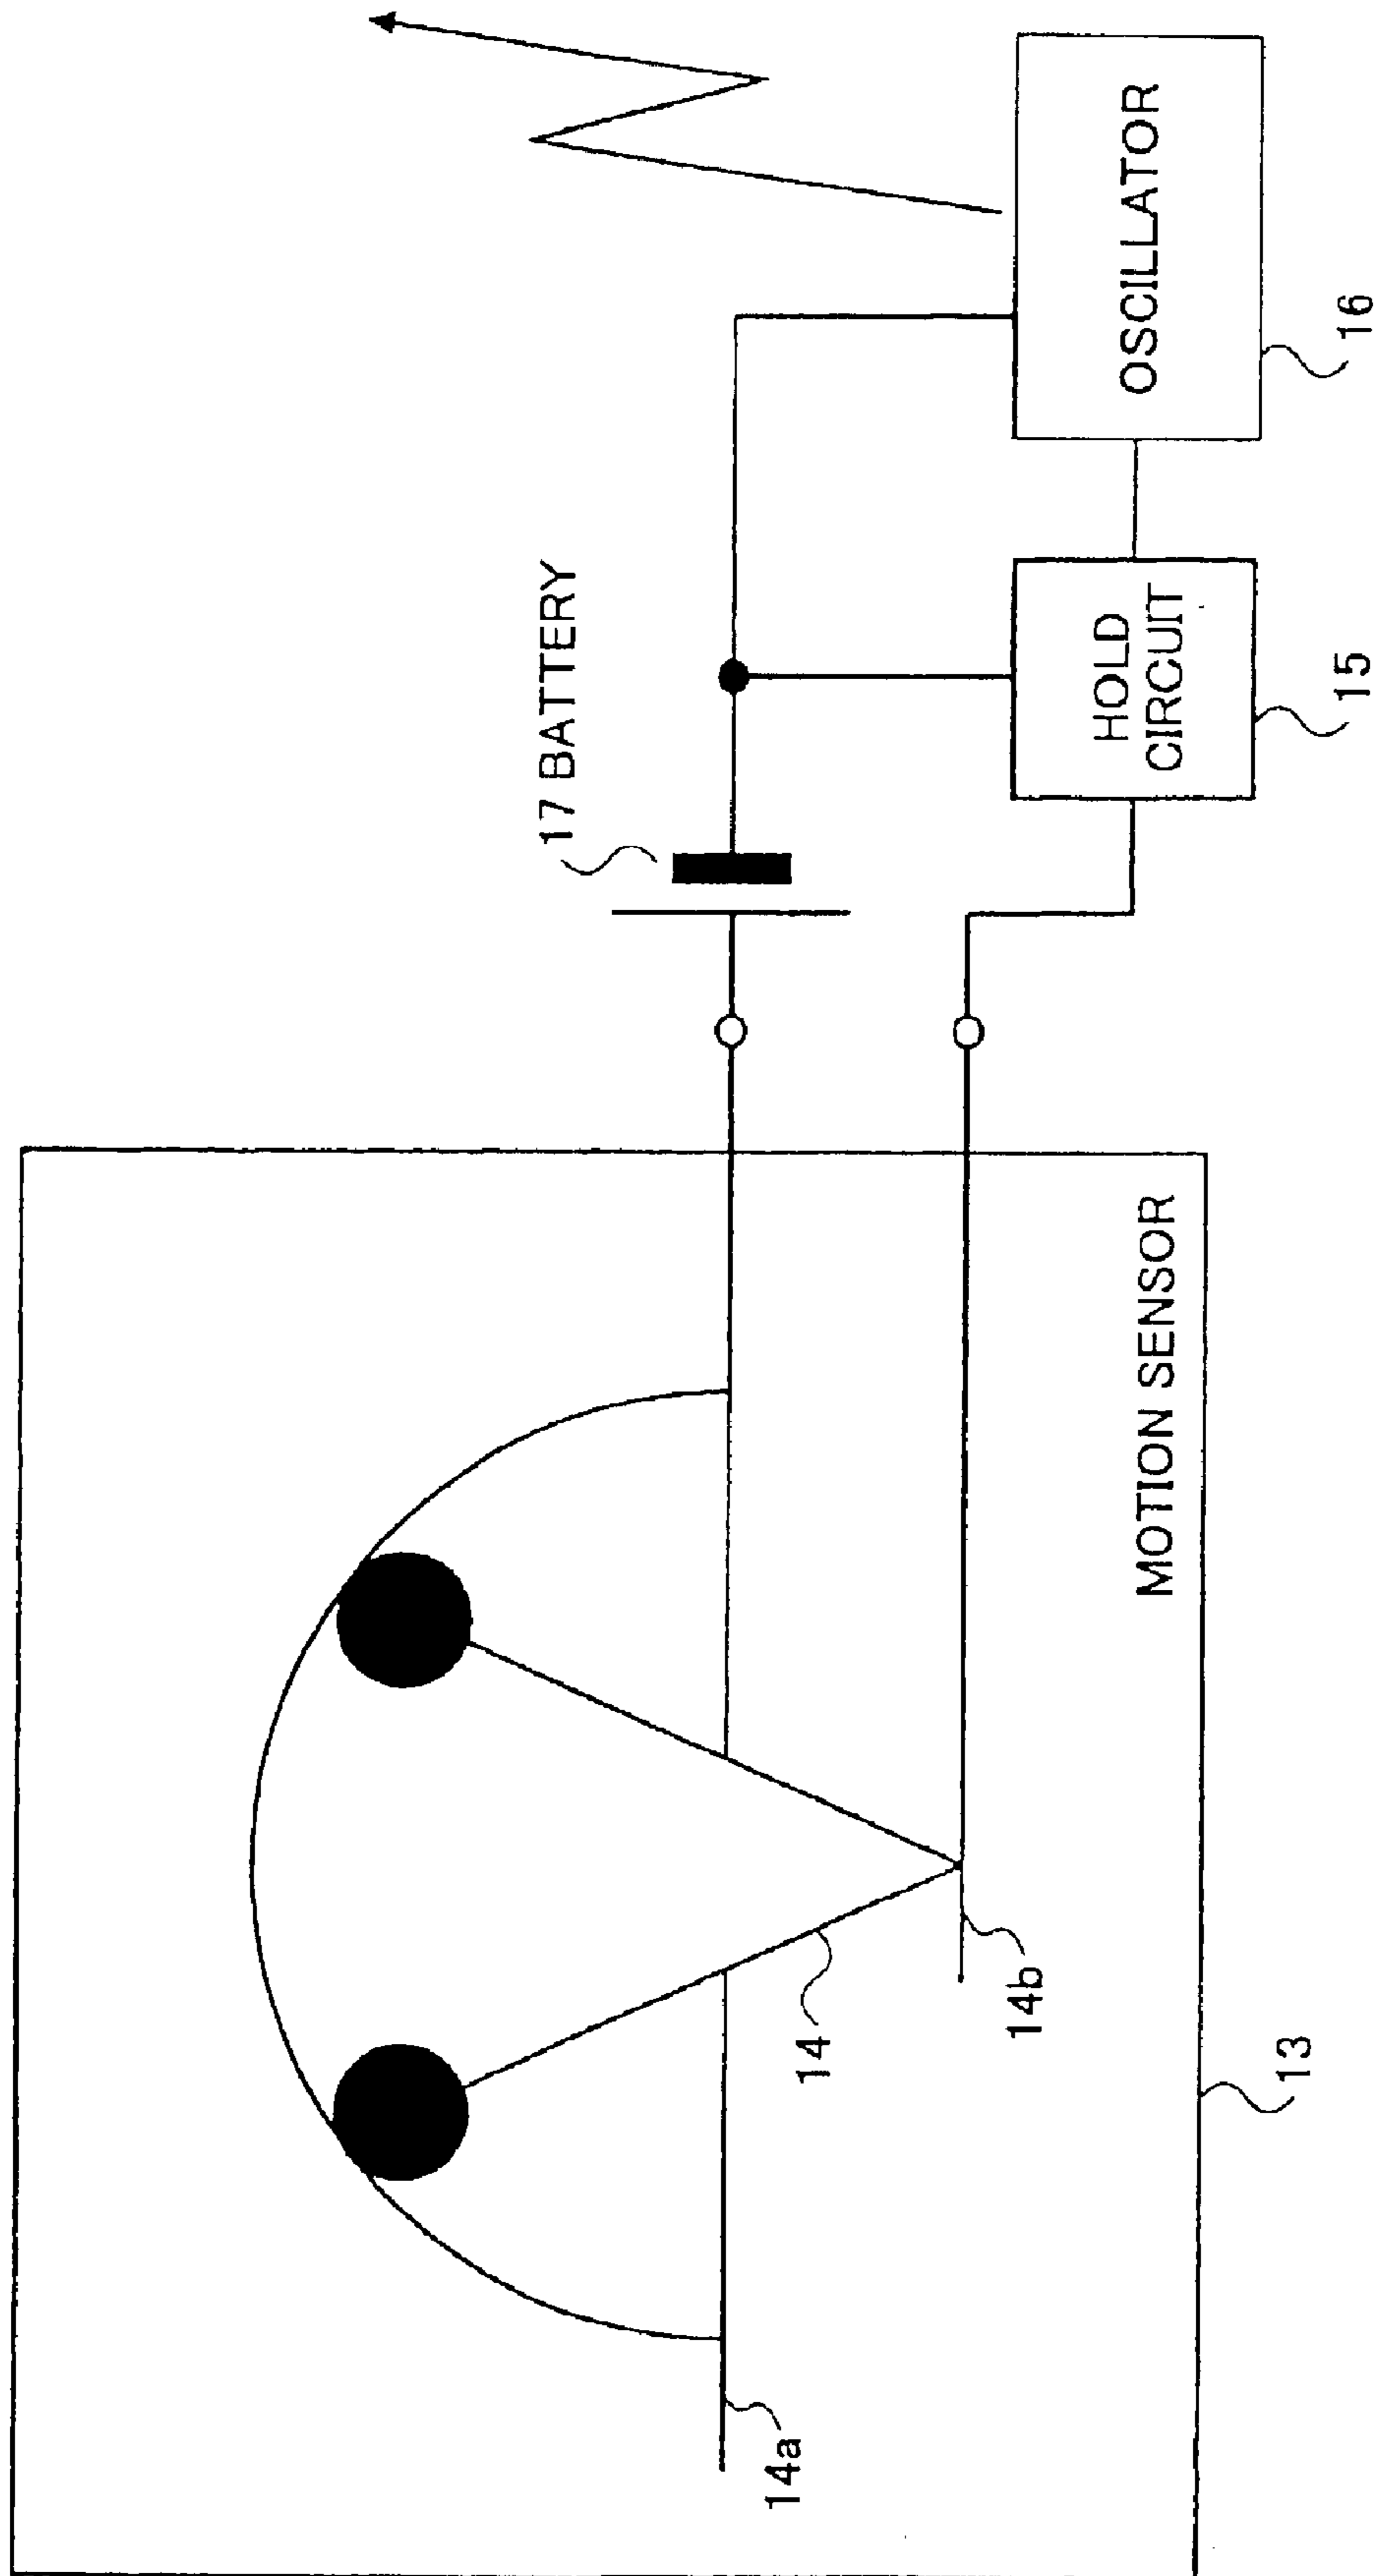 17 BATTERY
OSCILLATOR
16
HOLD
CIRCUIT
15
MOTION SENSOR
14
14a
14b
13